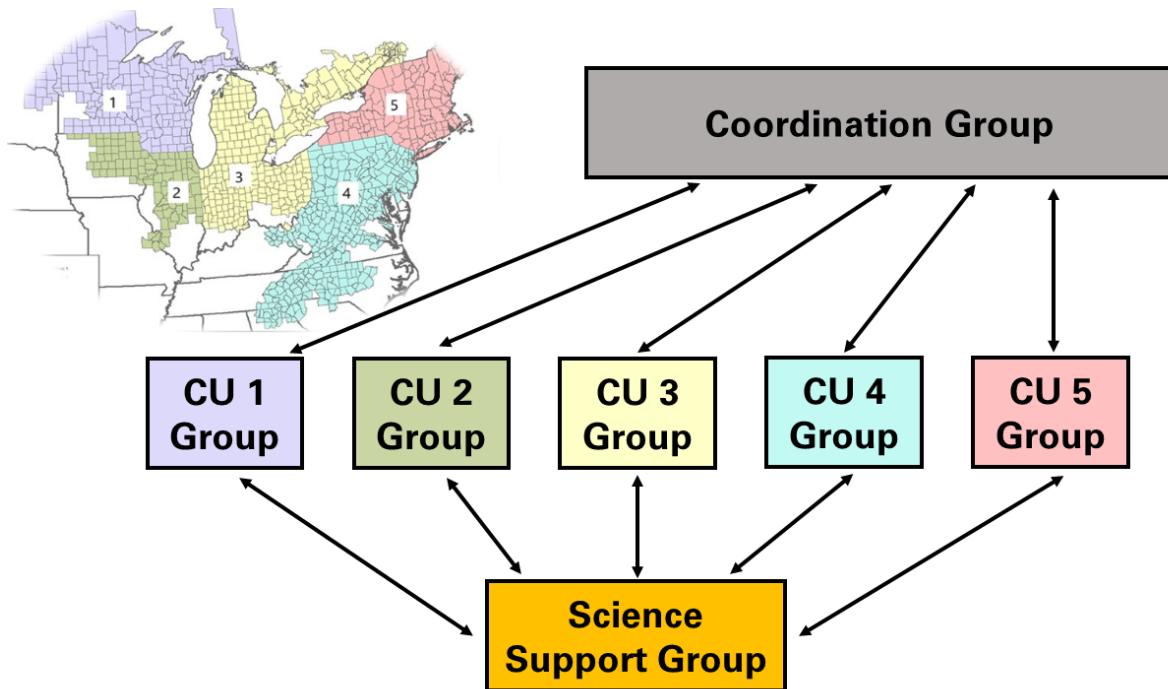 1
2
3
4
5
Coordination Group
CU 1
Group
CU 2
Group
CU 3
Group
CU 4
Group
CU 5
Group
Science
Support Group